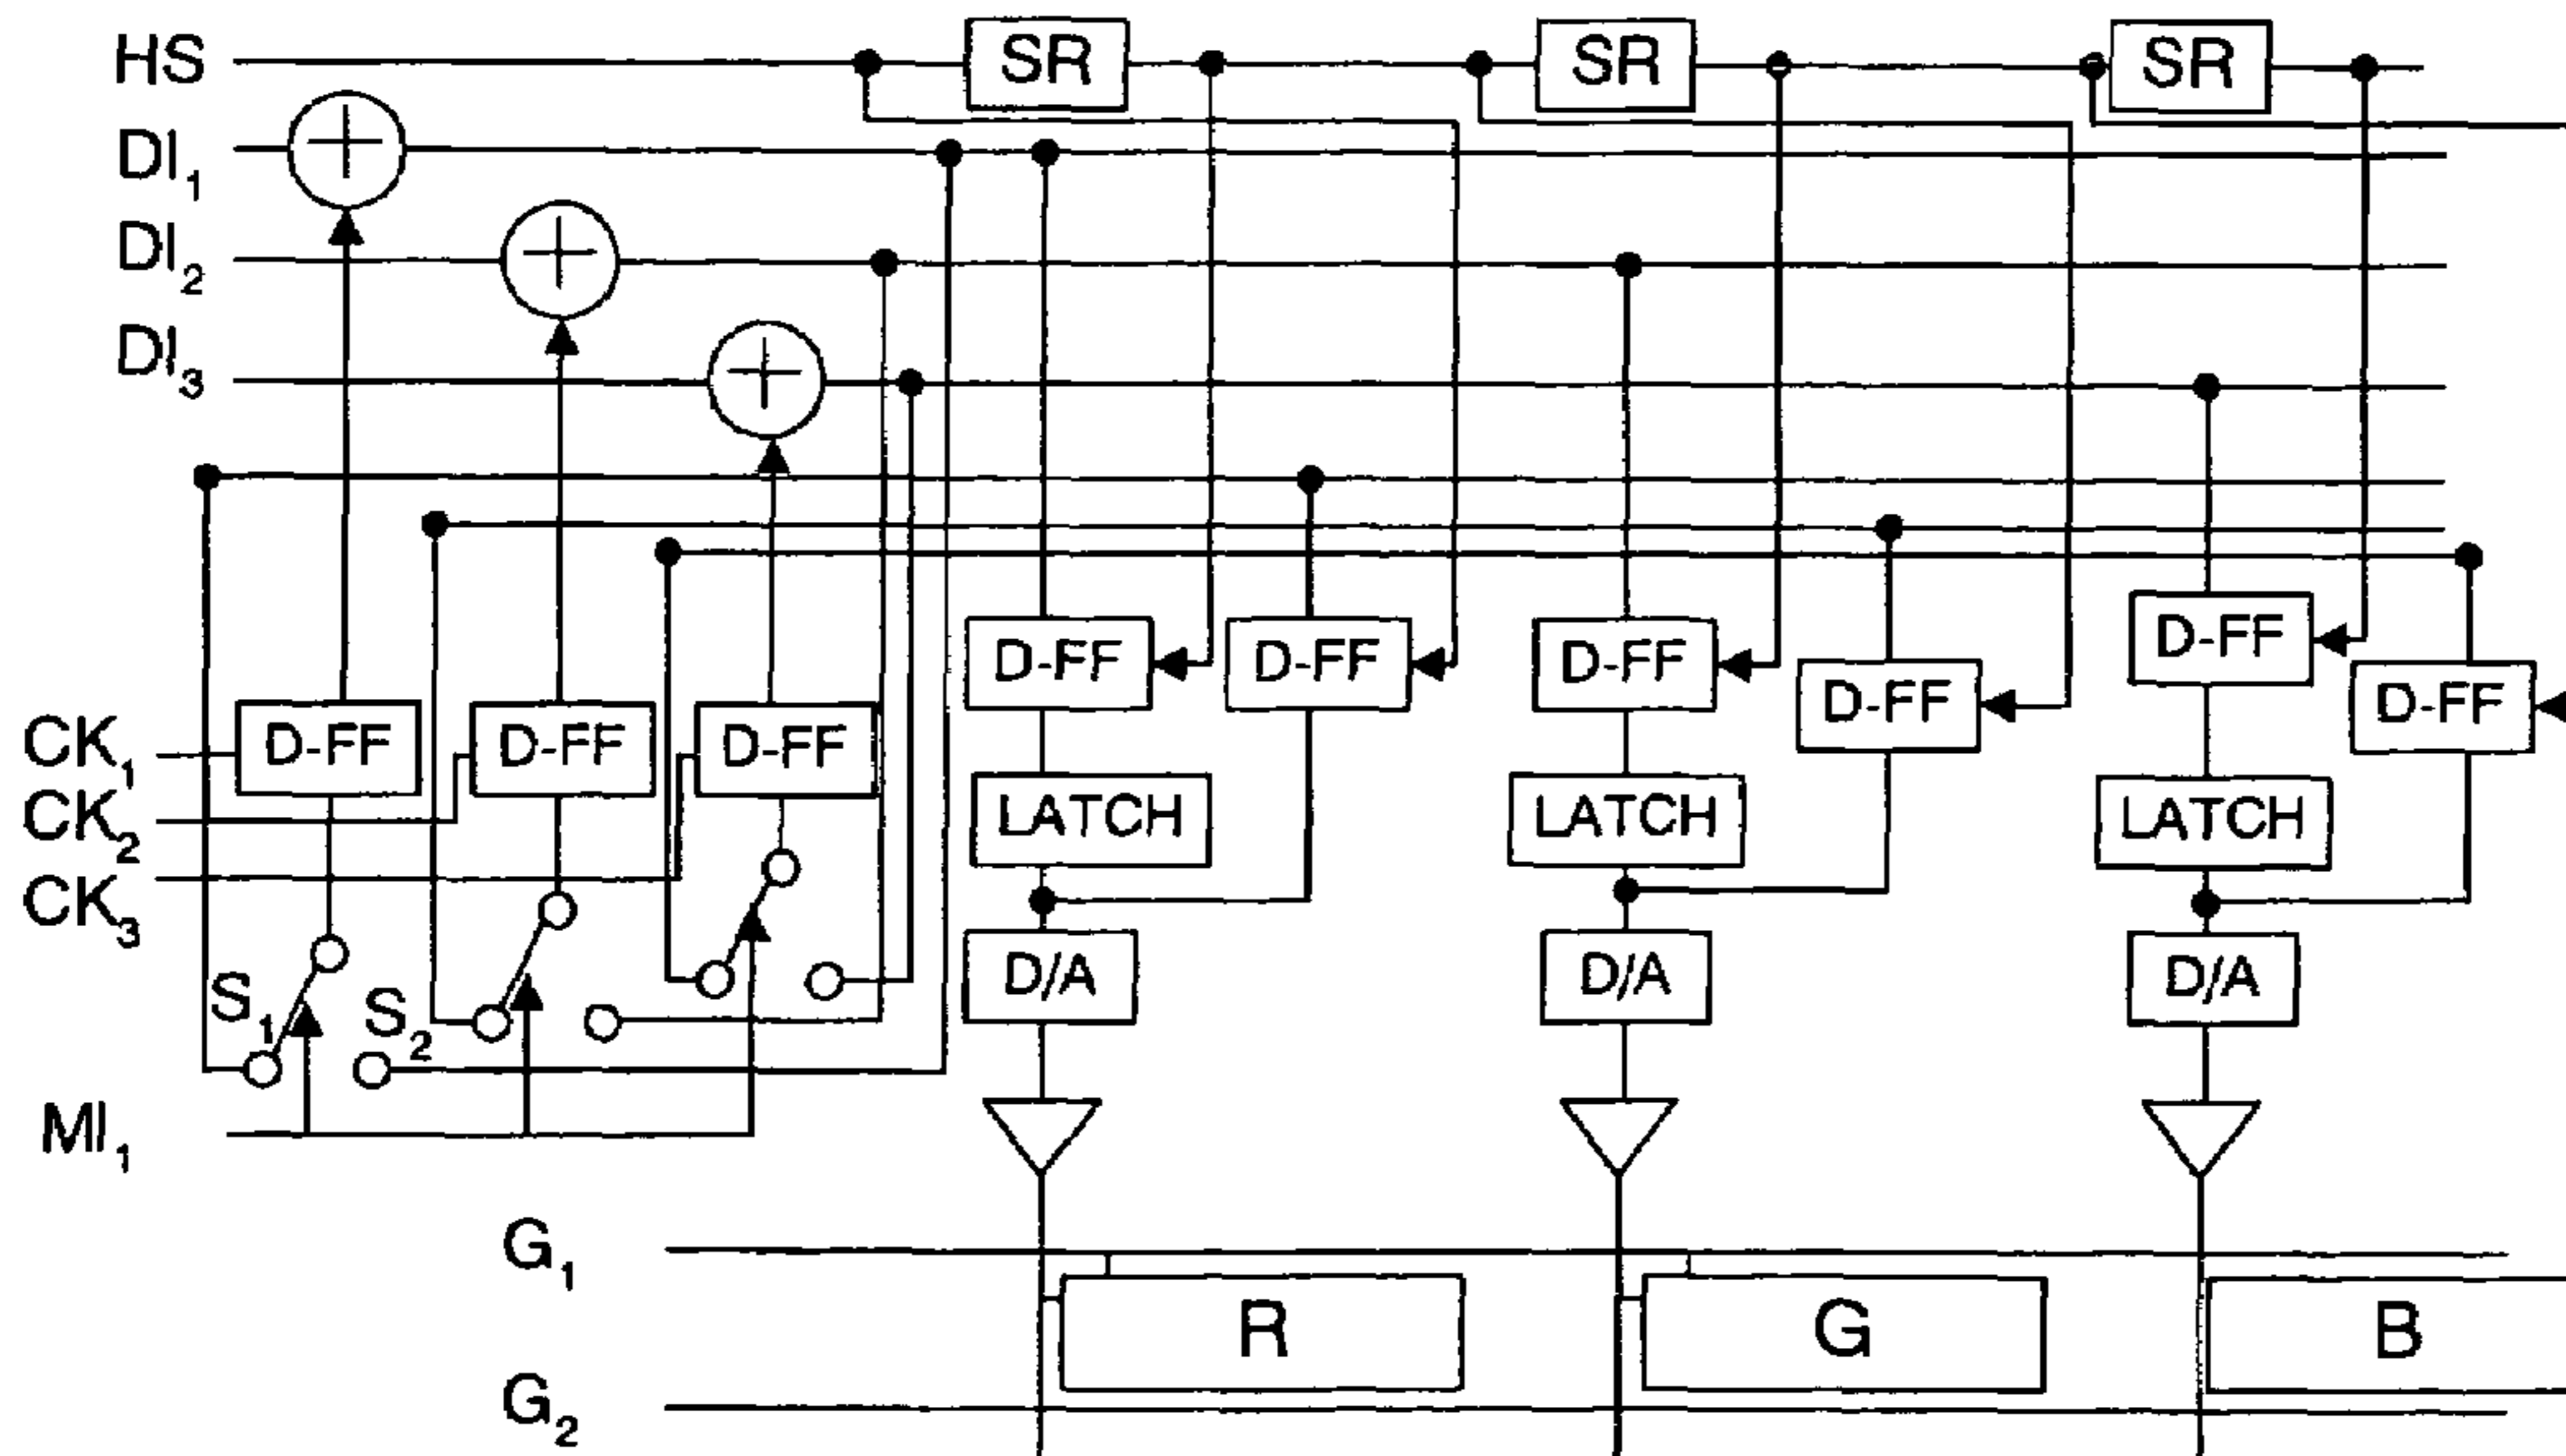 HS SR SR SR
DI1
DI2
DI3
D-FF
D-FF D-FF D-FF D-FF D-FF
CK1 D-FF D-FF D-FF
CK2 LATCH LATCH LATCH
CK3
S1 S2 D/A D/A D/A
MI1
G1
R G B
G2